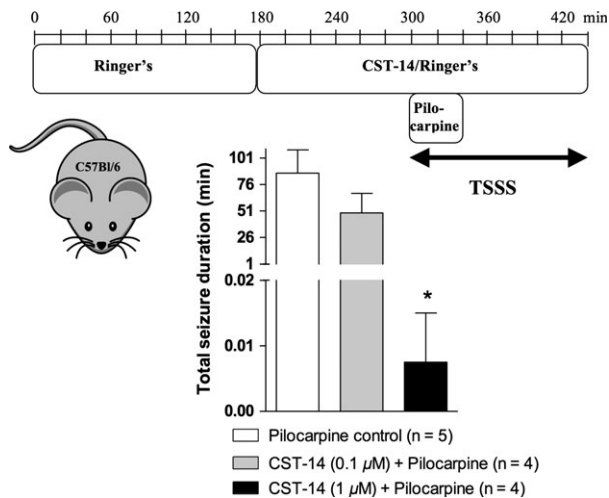 0 60 120 180 240 300 360 420 min
Ringer's
CST-14/Ringer's
Pilo-
carpine
C57Bl/6
TSSS
Total seizure duration (min)
101
76
51
26
1
0.02
0.01
0.00
*
Pilocarpine control (n = 5)
CST-14 (0.1 µM) + Pilocarpine (n = 4)
CST-14 (1 µM) + Pilocarpine (n = 4)